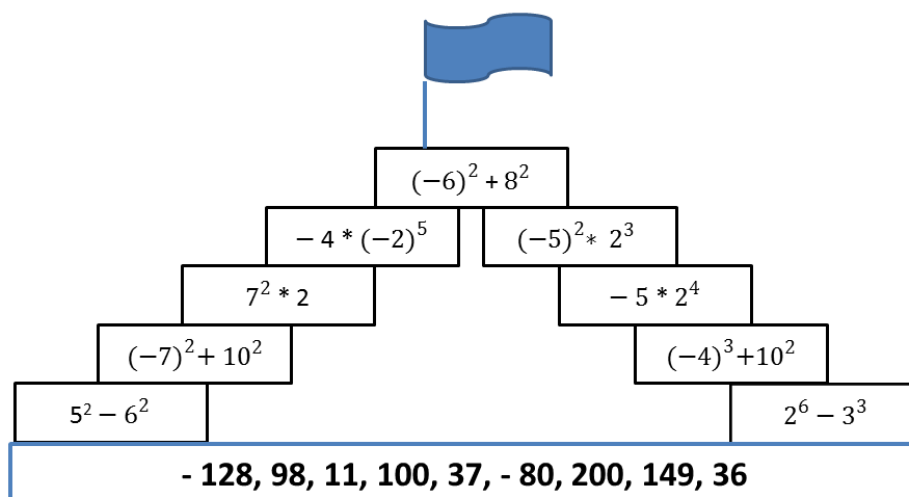 (−6)² + 8²
− 4 * (−2)⁵ (−5)² * 2³
7² * 2 − 5 * 2⁴
(−7)² + 10² (−4)³ +10²
5² − 6² 2⁶ − 3³
- 128, 98, 11, 100, 37, - 80, 200, 149, 36